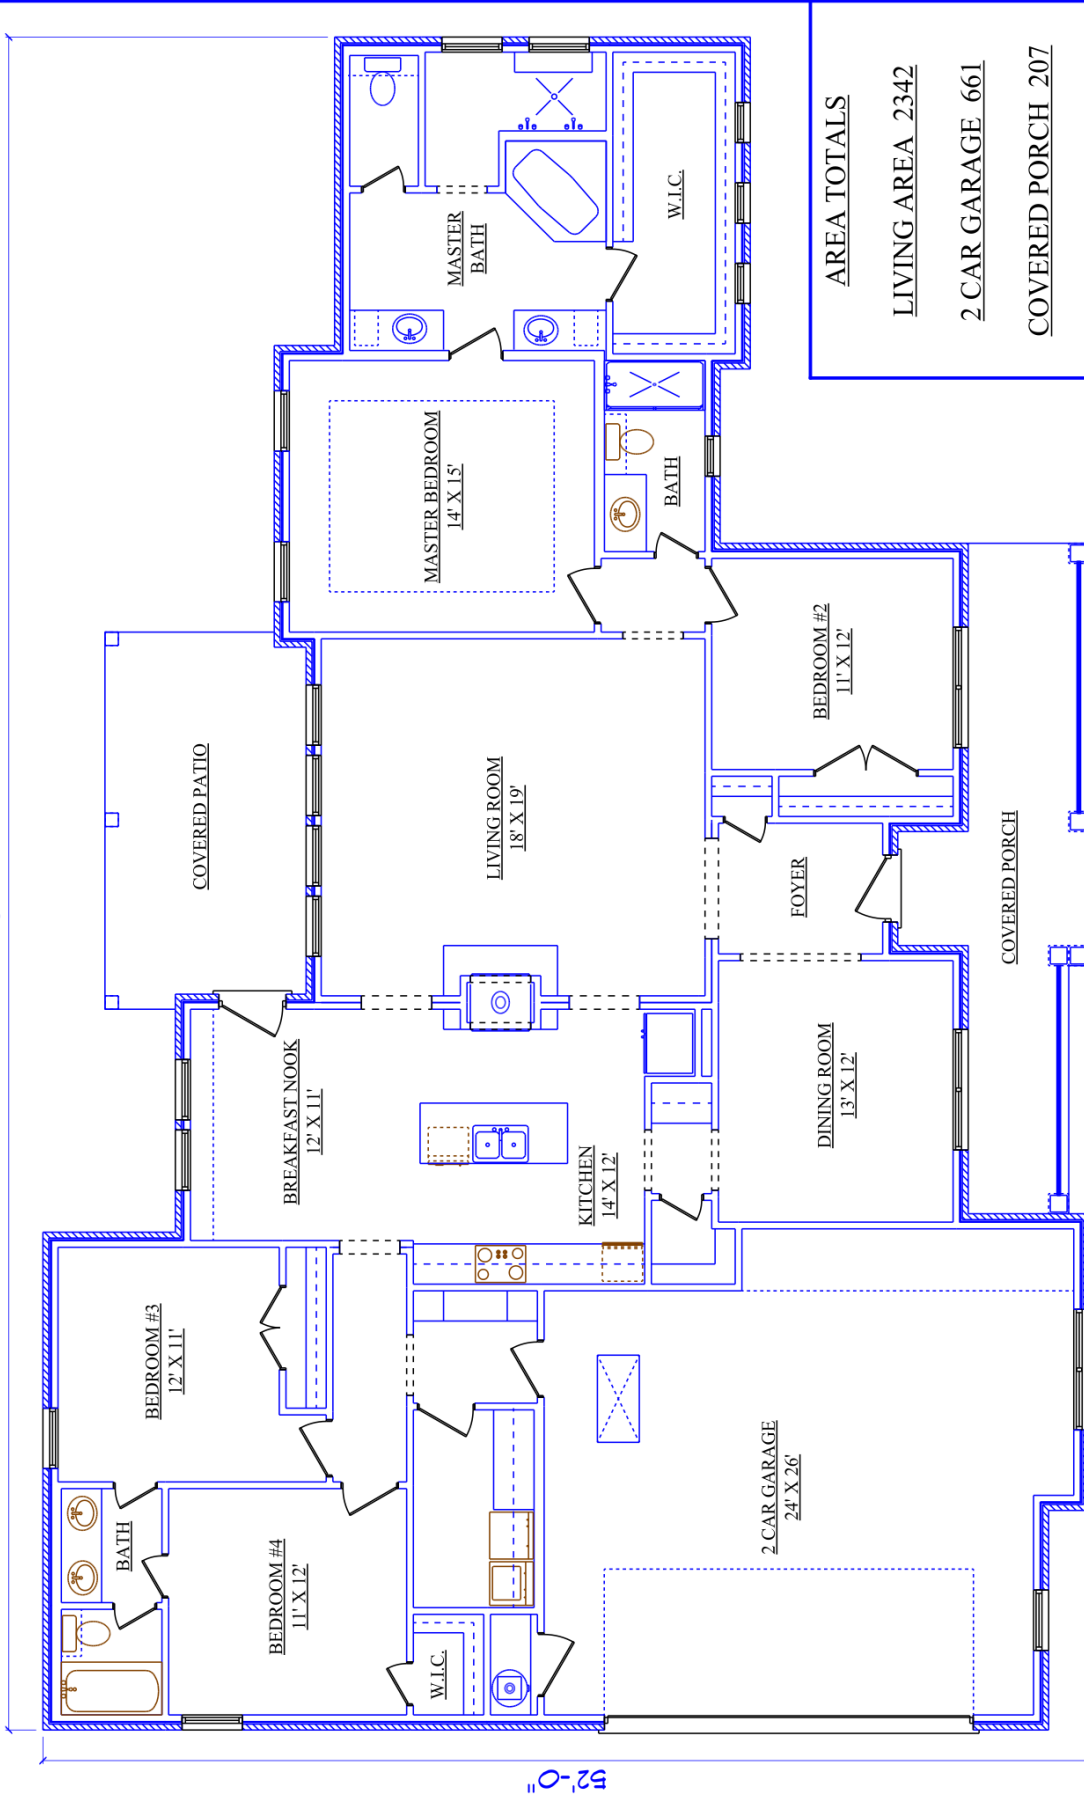 COVERED PATIO
BREAKFAST NOOK
12' X 11'
BEDROOM #3
12' X 11'
BATH
BEDROOM #4
11' X 12'
W.I.C.
KITCHEN
14' X 12'
LIVING ROOM
18' X 19'
MASTER BEDROOM
14' X 15'
MASTER
BATH
W.I.C.
BATH
BEDROOM #2
11' X 12'
FOYER
DINING ROOM
13' X 12'
2 CAR GARAGE
24' X 26'
COVERED PORCH
52'-0"
AREA TOTALS
LIVING AREA 2342
2 CAR GARAGE 661
COVERED PORCH 207